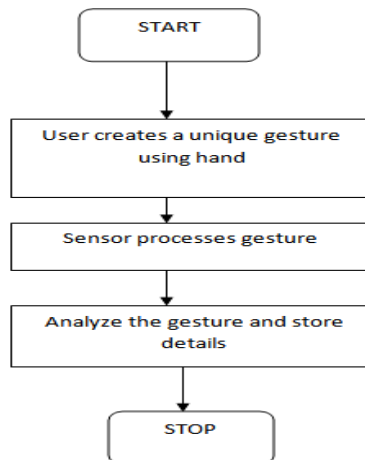 START
User creates a unique gesture
using hand
Sensor processes gesture
Analyze the gesture and store
details
STOP